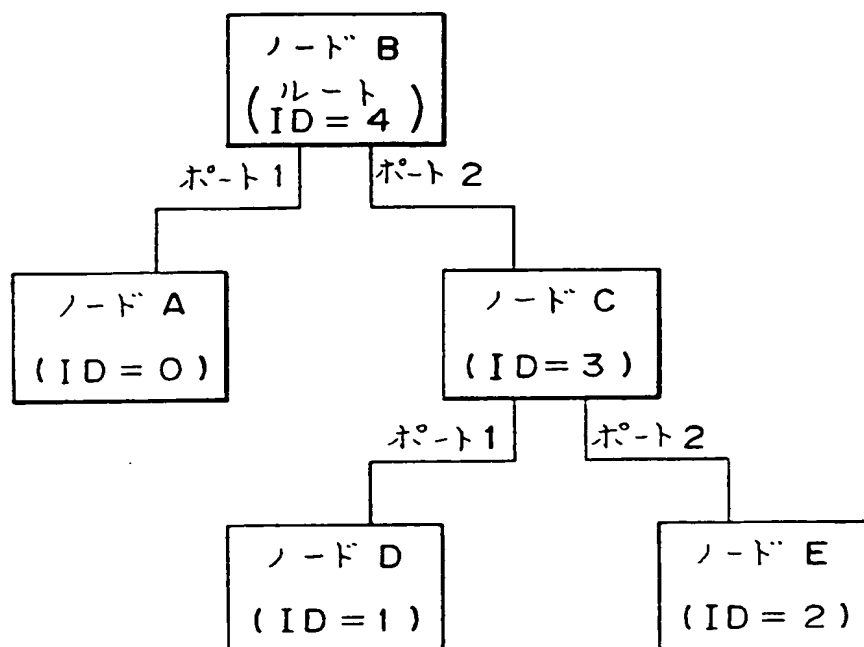 ノード B
(ルート
ID = 4)
ポート 1
ポート 2
ノード A
(ID = 0)
ノード C
(ID = 3)
ポート 1
ポート 2
ノード D
(ID = 1)
ノード E
(ID = 2)